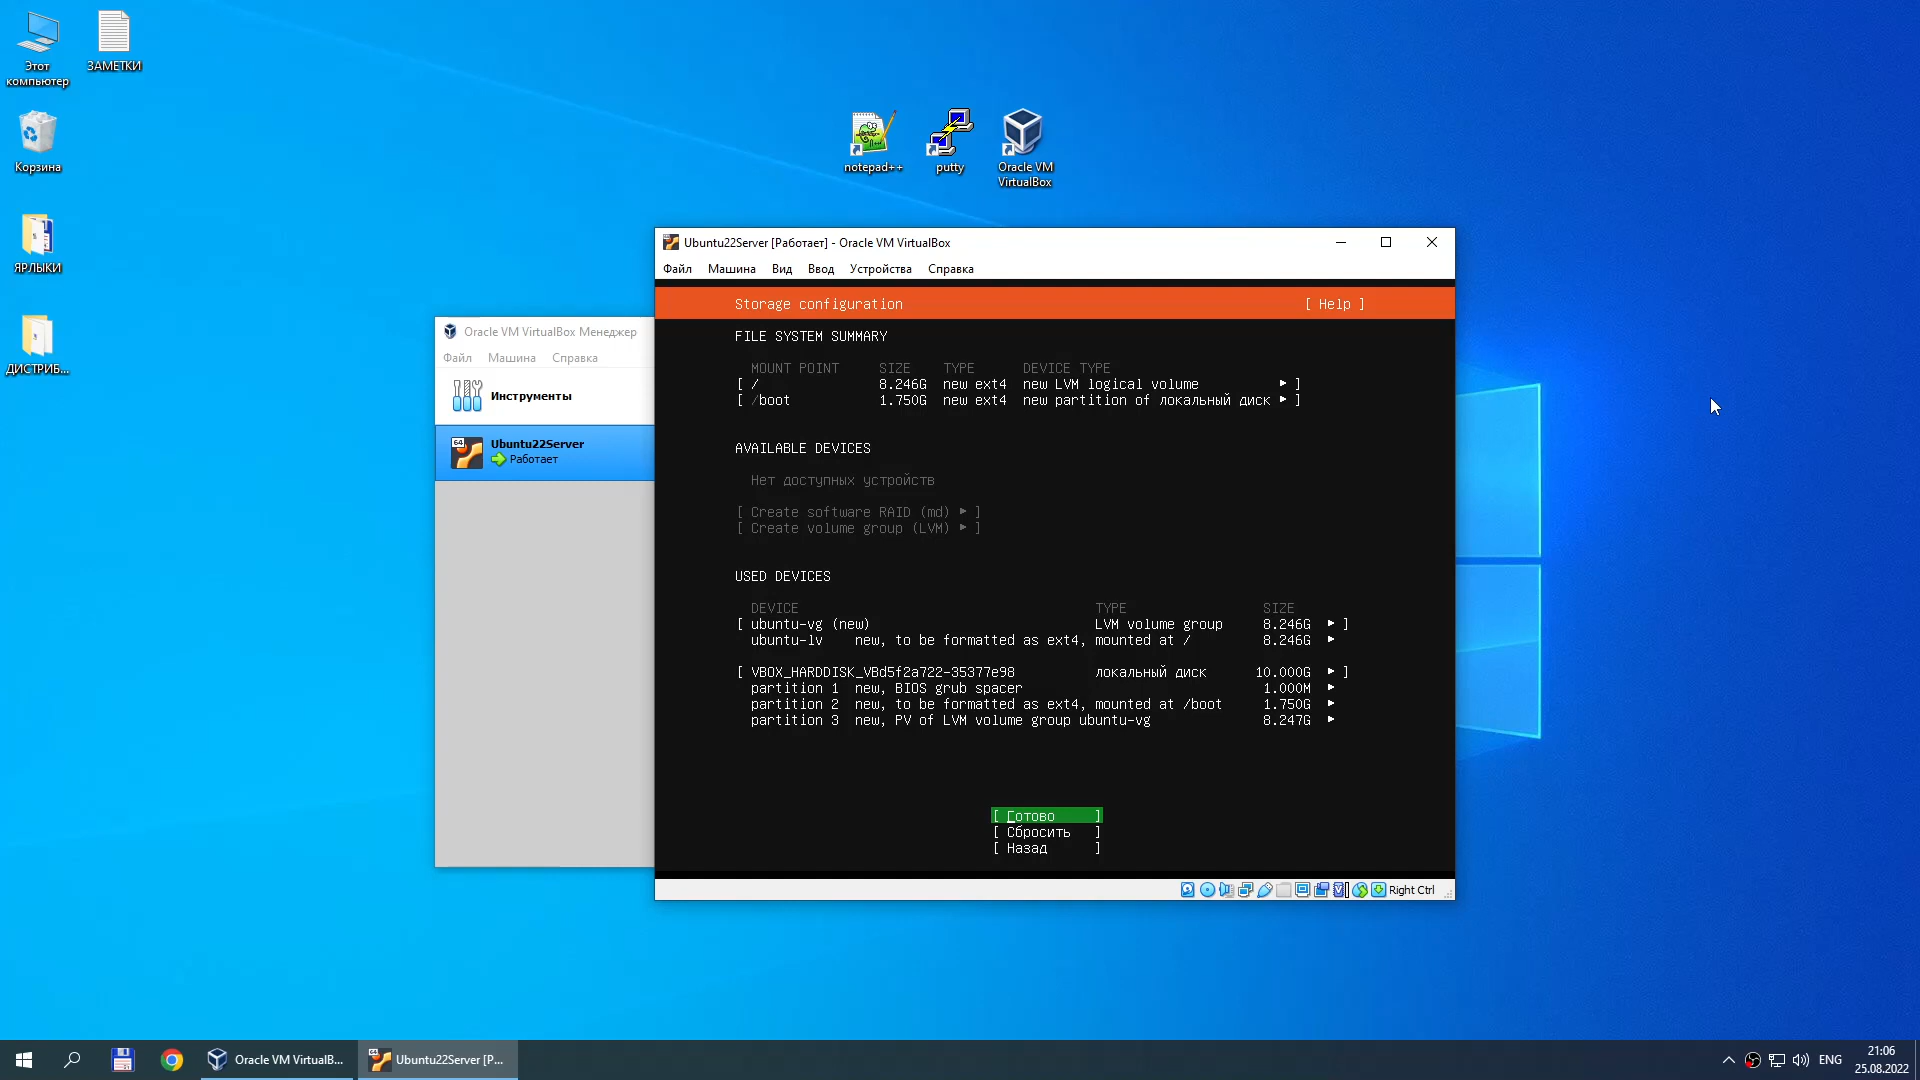 Этот компьютер
ЗАМЕТКИ
Корзина
ЯРЛЫКИ
ДИСТРИБ...
notepad++
putty
Oracle VM VirtualBox
Oracle VM VirtualBox Менеджер
Файл Машина Справка
Инструменты
64
Ubuntu22Server
Работает
Ubuntu22Server [Работает] - Oracle VM VirtualBox
Файл Машина Вид Ввод Устройства Справка
Storage configuration [ Help ]
FILE SYSTEM SUMMARY
MOUNT POINT SIZE TYPE DEVICE TYPE
[ / 8.246G new ext4 new LVM logical volume ▸ ]
[ /boot 1.750G new ext4 new partition of локальный диск ▸ ]
AVAILABLE DEVICES
Нет доступных устройств
[ Create software RAID (md) ▸ ]
[ Create volume group (LVM) ▸ ]
USED DEVICES
DEVICE TYPE SIZE
[ ubuntu-vg (new) LVM volume group 8.246G ▸ ]
ubuntu-lv new, to be formatted as ext4, mounted at / 8.246G ▸
[ VBOX_HARDDISK_VBd5f2a722-35377e98 локальный диск 10.000G ▸ ]
partition 1 new, BIOS grub spacer 1.000M ▸
partition 2 new, to be formatted as ext4, mounted at /boot 1.750G ▸
partition 3 new, PV of LVM volume group ubuntu-vg 8.247G ▸
[ Готово ]
[ Сбросить ]
[ Назад ]
Right Ctrl
Oracle VM VirtualB...
Ubuntu22Server [Р...
ENG
21:06
25.08.2022